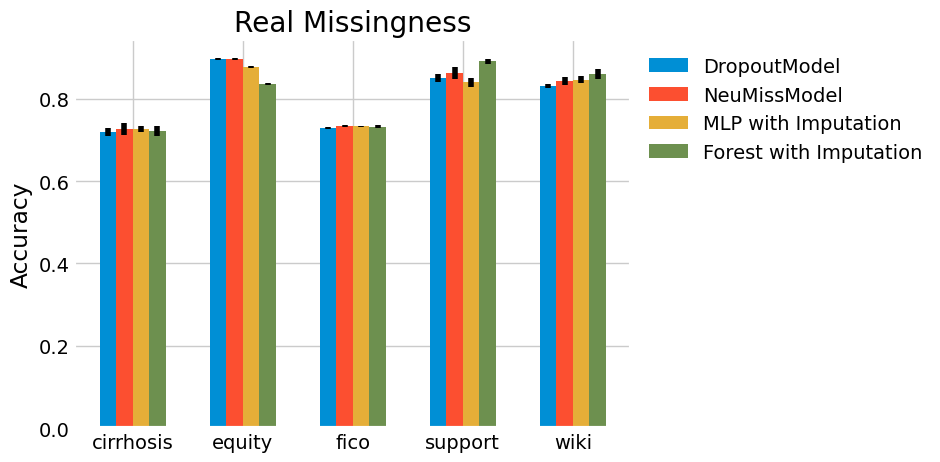 Real Missingness
Accuracy
0.8
0.6
0.4
0.2
0.0
cirrhosis
equity
fico
support
wiki
DropoutModel
NeuMissModel
MLP with Imputation
Forest with Imputation